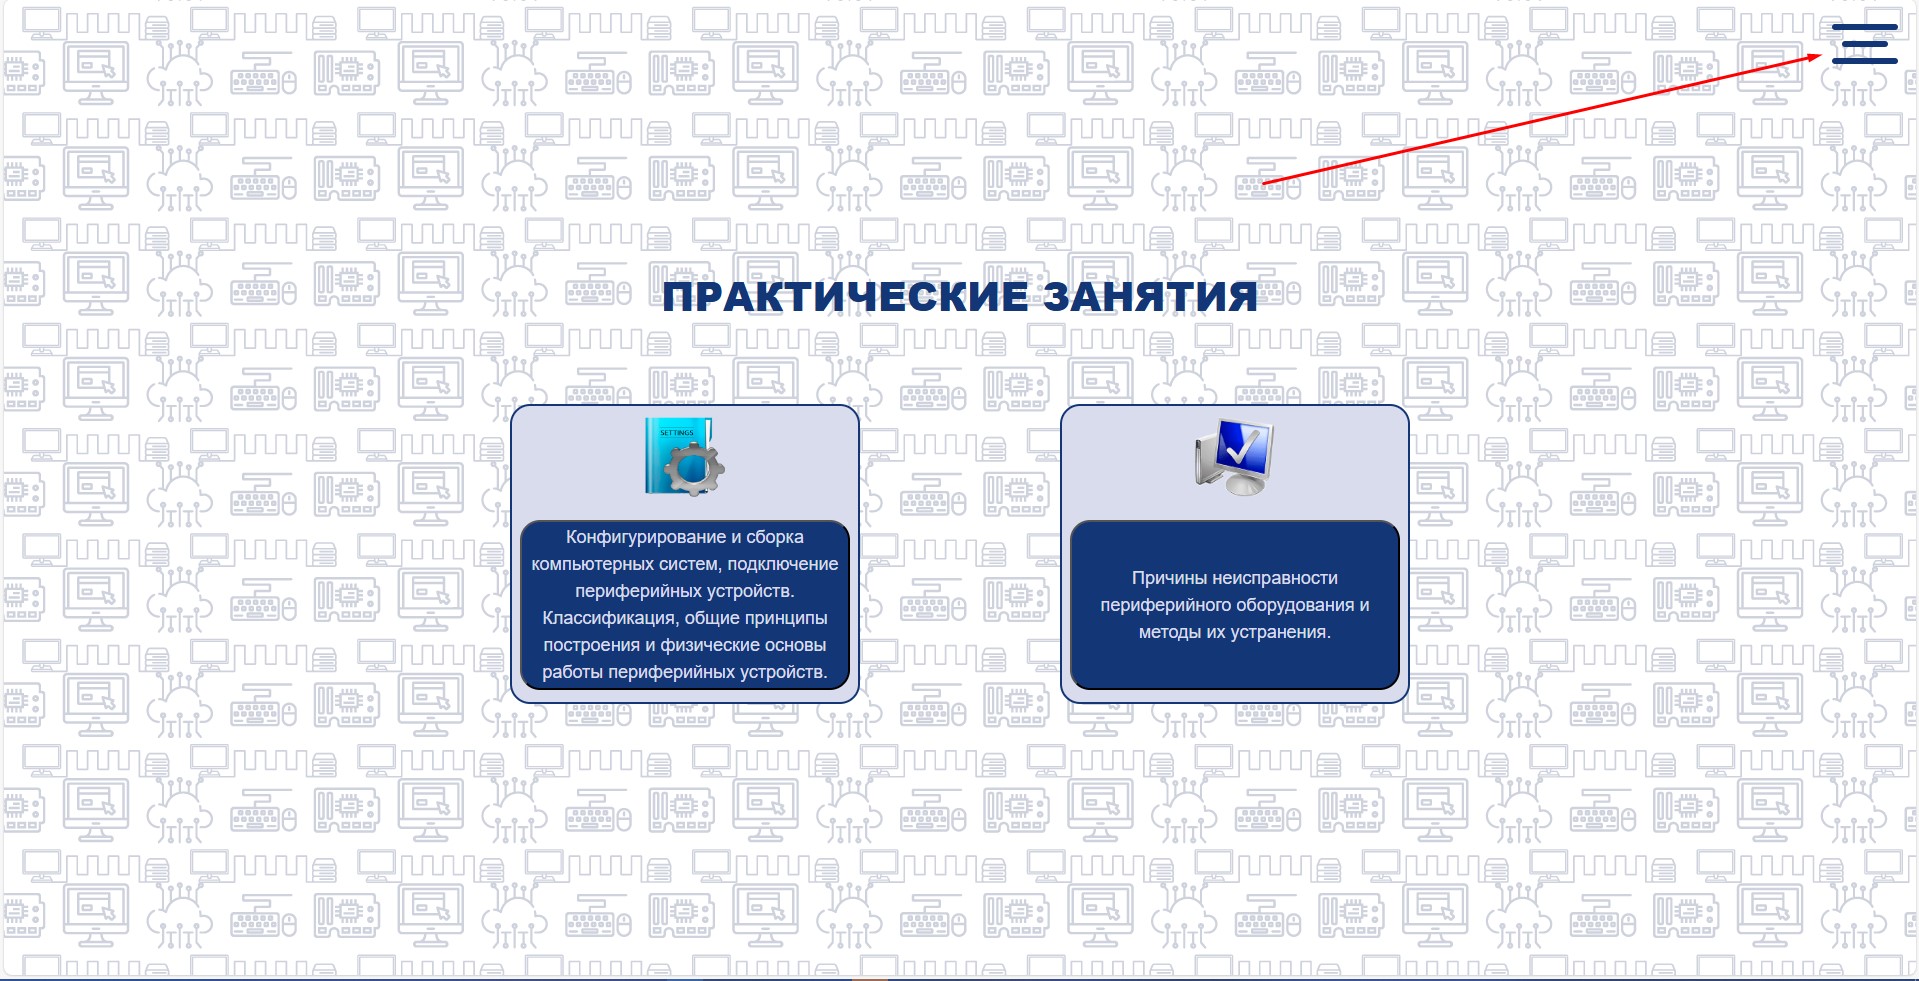 ПРАКТИЧЕСКИЕ ЗАНЯТИЯ
SETTINGS
Конфигурирование и сборка
компьютерных систем, подключение
периферийных устройств.
Классификация, общие принципы
построения и физические основы
работы периферийных устройств.
Причины неисправности
периферийного оборудования и
методы их устранения.